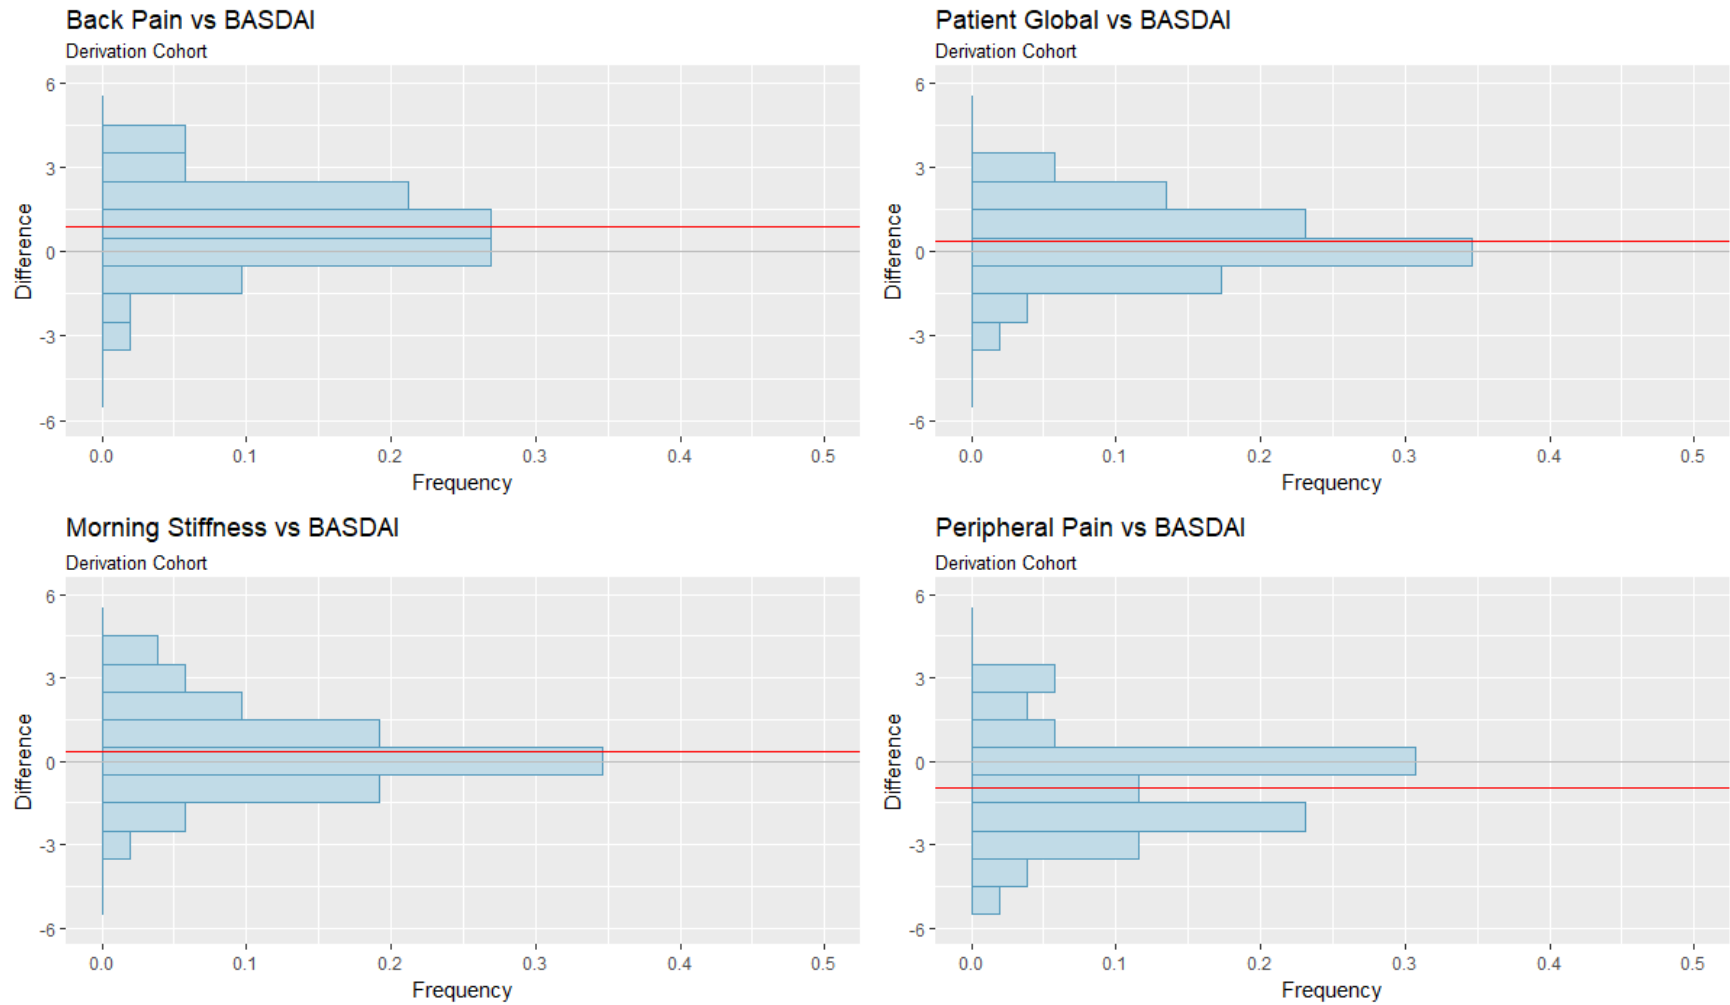 Back Pain vs BASDAI
Derivation Cohort
6
3
0
-3
-6
Difference
0.0 0.1 0.2 0.3 0.4 0.5
Frequency
Patient Global vs BASDAI
Derivation Cohort
6
3
0
-3
-6
Difference
0.0 0.1 0.2 0.3 0.4 0.5
Frequency
Morning Stiffness vs BASDAI
Derivation Cohort
6
3
0
-3
-6
Difference
0.0 0.1 0.2 0.3 0.4 0.5
Frequency
Peripheral Pain vs BASDAI
Derivation Cohort
6
3
0
-3
-6
Difference
0.0 0.1 0.2 0.3 0.4 0.5
Frequency